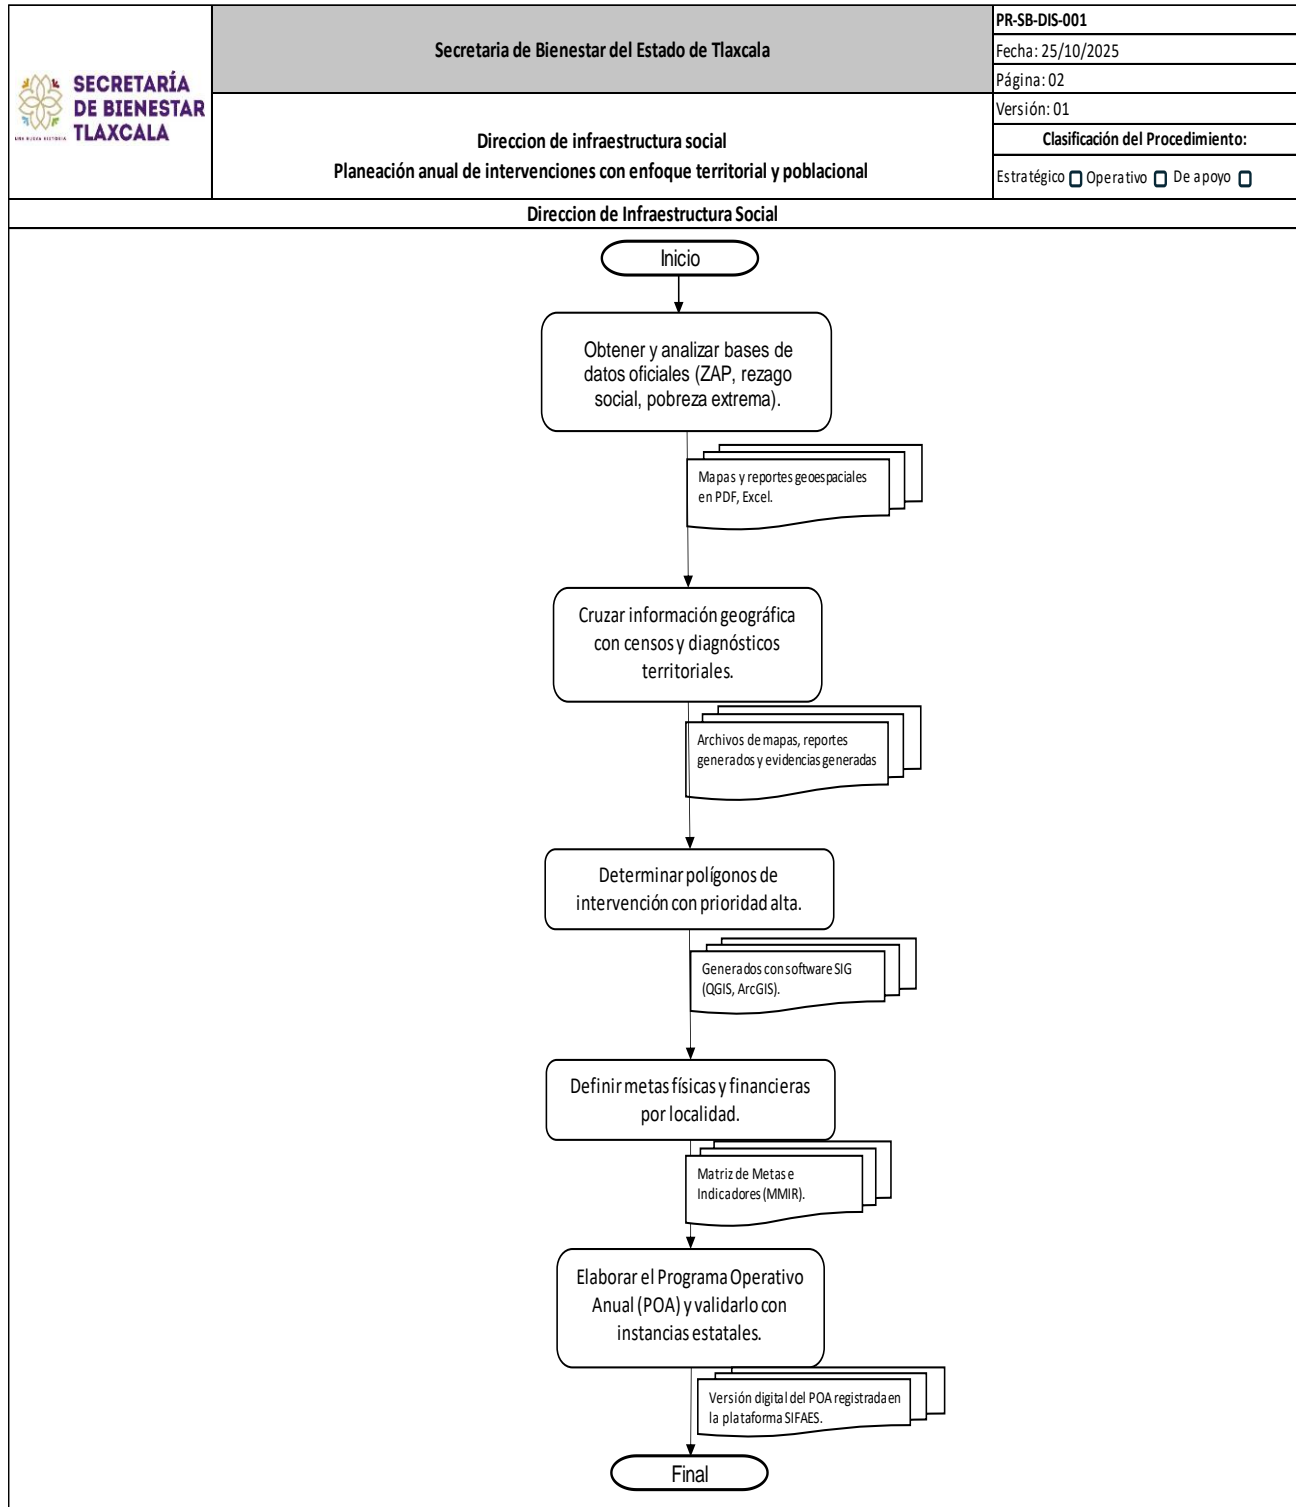 SECRETARÍA
DE BIENESTAR
TLAXCALA
UNA NUEVA HISTORIA
Secretaria de Bienestar del Estado de Tlaxcala
Direccion de infraestructura social
Planeación anual de intervenciones con enfoque territorial y poblacional
PR-SB-DIS-001
Fecha: 25/10/2025
Página: 02
Versión: 01
Clasificación del Procedimiento:
Estratégico Operativo De apoyo
Direccion de Infraestructura Social
Inicio
Obtener y analizar bases de
datos oficiales (ZAP, rezago
social, pobreza extrema).
Mapas y reportes geoespaciales
en PDF, Excel.
Cruzar información geográfica
con censos y diagnósticos
territoriales.
Archivos de mapas, reportes
generados y evidencias generadas
Determinar polígonos de
intervención con prioridad alta.
Generados con software SIG
(QGIS, ArcGIS).
Definir metas físicas y financieras
por localidad.
Matriz de Metas e
Indicadores (MMIR).
Elaborar el Programa Operativo
Anual (POA) y validarlo con
instancias estatales.
Versión digital del POA registrada en
la plataforma SIFAES.
Final